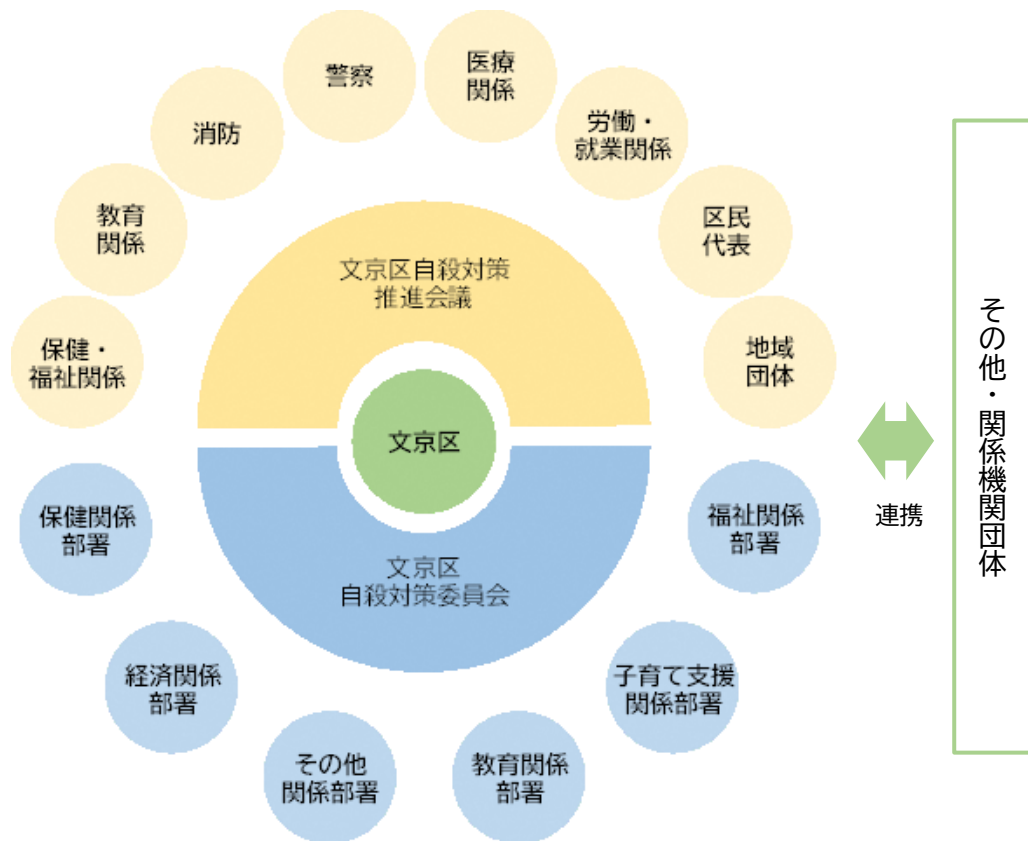 警察
医療
関係
消防
労働・
就業関係
教育
関係
区民
代表
保健・
福祉関係
地域
団体
文京区自殺対策
推進会議
文京区
文京区
自殺対策委員会
保健関係
部署
福祉関係
部署
経済関係
部署
子育て支援
関係部署
その他
関係部署
教育関係
部署
連携
その他・関係機関団体